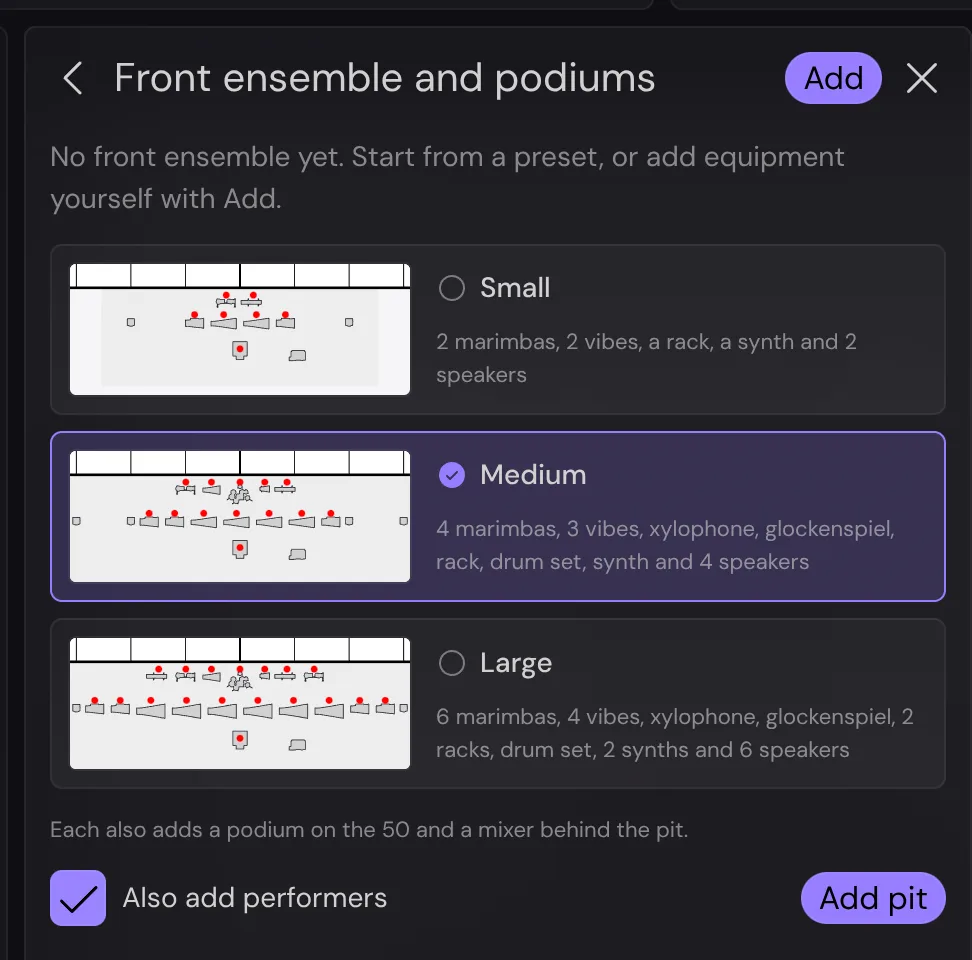 Front ensemble and podiums
Add
No front ensemble yet. Start from a preset, or add equipment
yourself with Add.
Small
2 marimbas, 2 vibes, a rack, a synth and 2
speakers
Medium
4 marimbas, 3 vibes, xylophone, glockenspiel,
rack, drum set, synth and 4 speakers
Large
6 marimbas, 4 vibes, xylophone, glockenspiel, 2
racks, drum set, 2 synths and 6 speakers
Each also adds a podium on the 50 and a mixer behind the pit.
Also add performers
Add pit